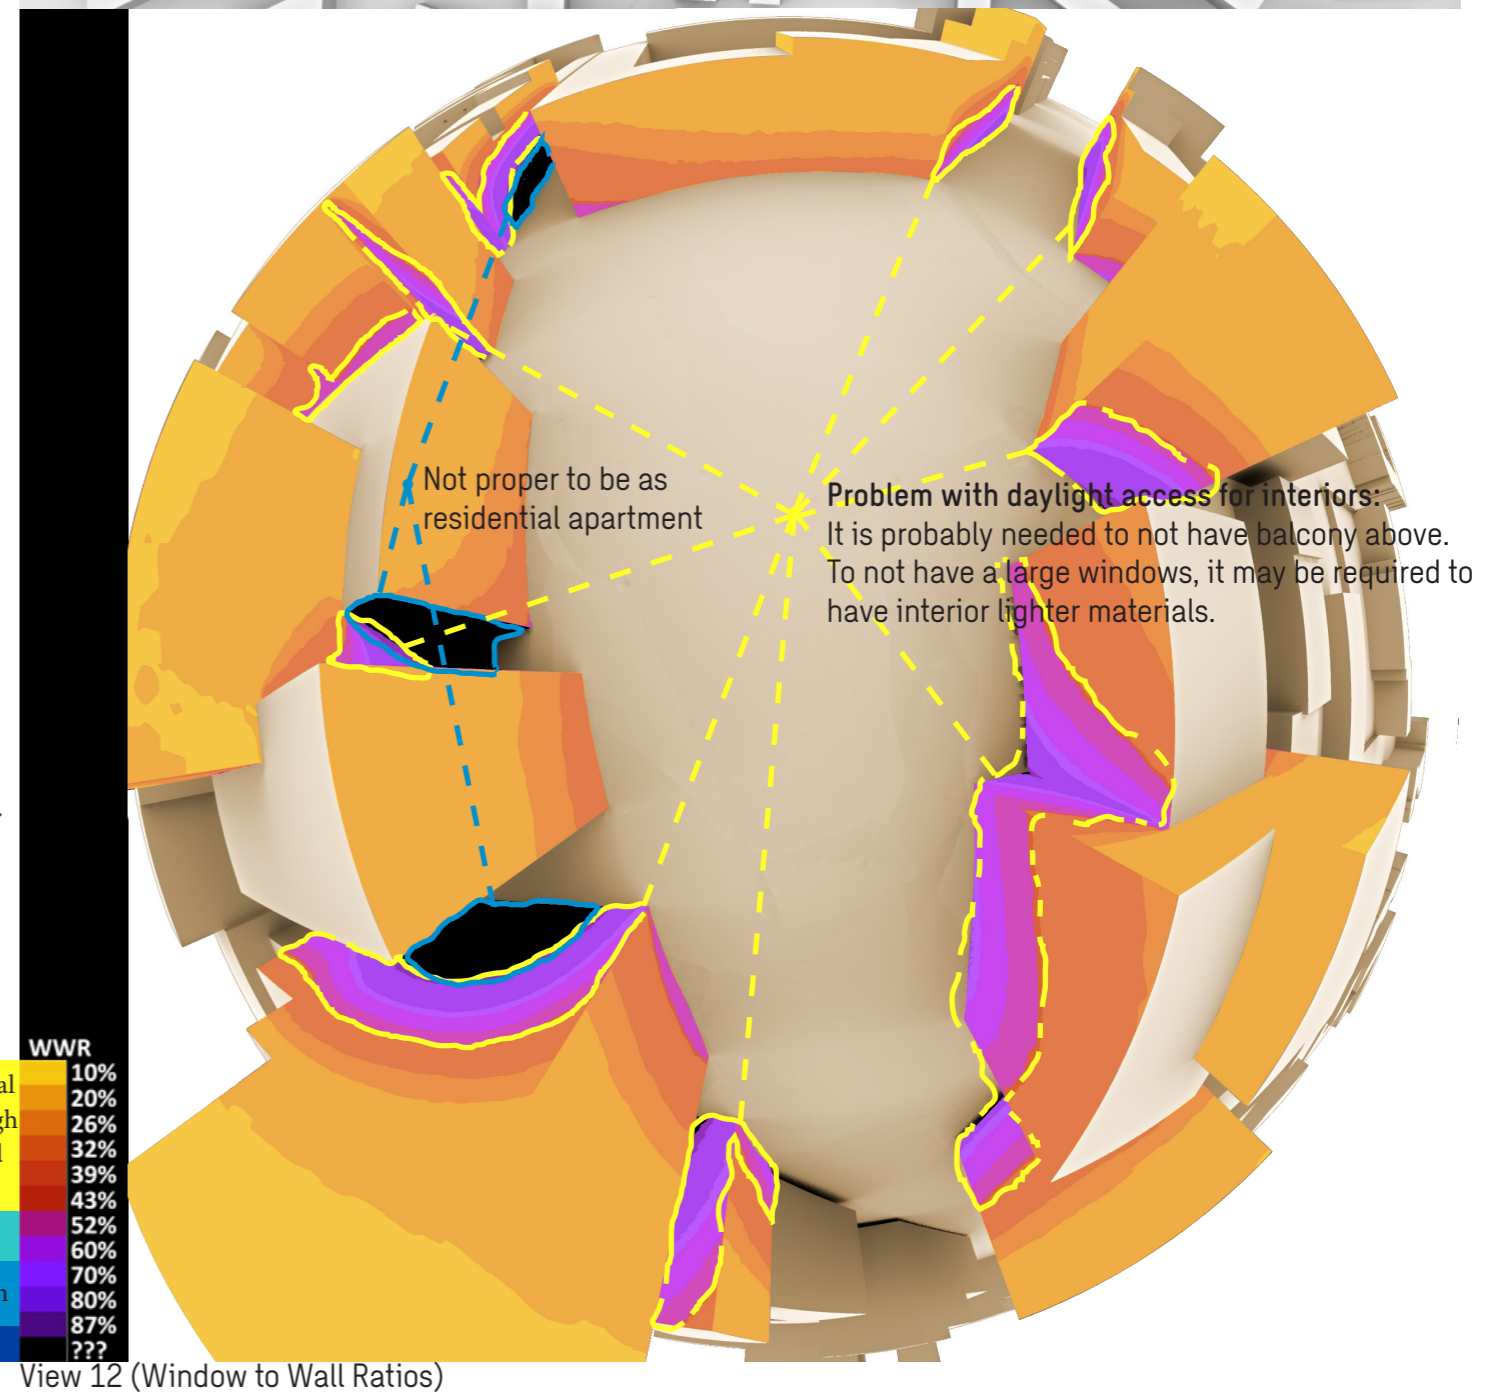 Not proper to be as
residential apartment
Problem with daylight access for interiors:
It is probably needed to not have balcony above.
To not have a large windows, it may be required to
have interior lighter materials.
WWR
10%
20%
26%
32%
39%
43%
52%
60%
70%
80%
87%
???
View 12 (Window to Wall Ratios)